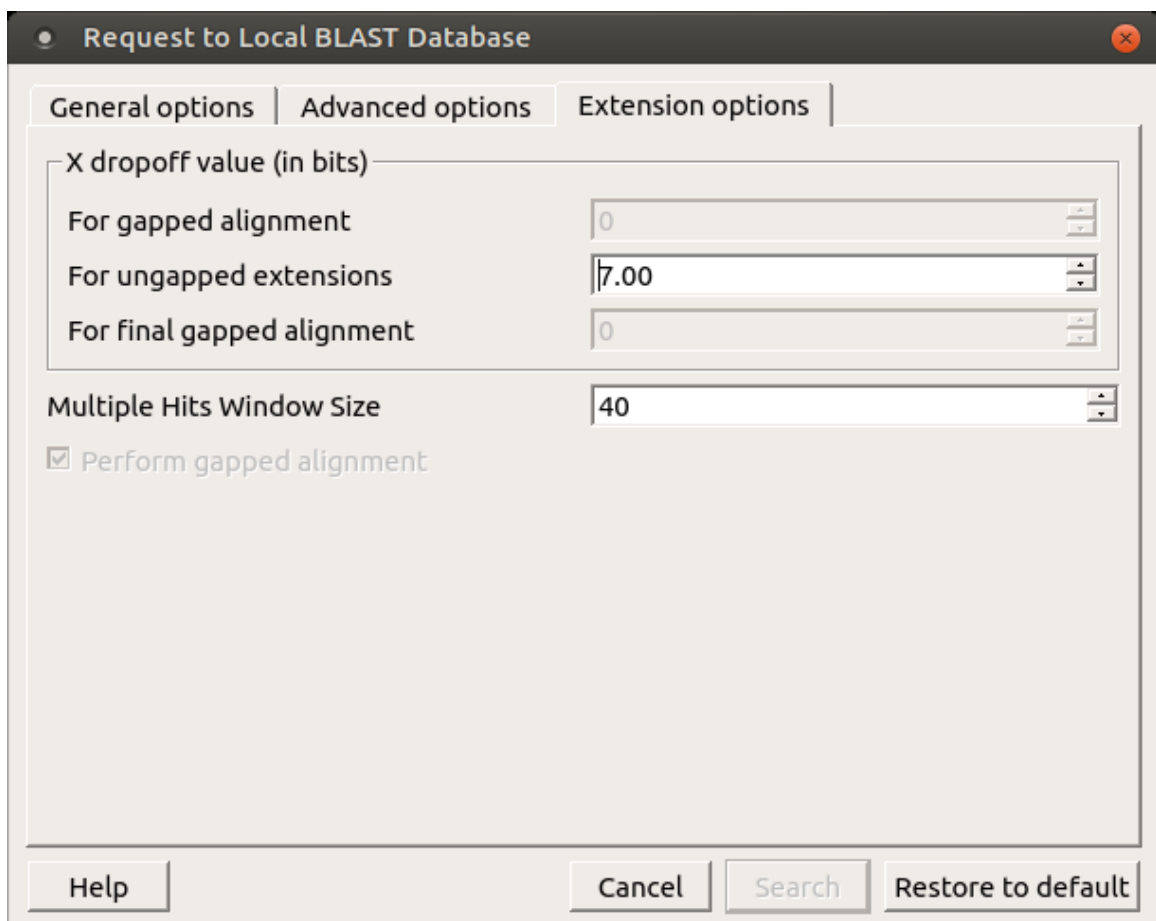 Request to Local BLAST Database
General options Advanced options Extension options
X dropoff value (in bits)
For gapped alignment 0
For ungapped extensions 7.00
For final gapped alignment 0
Multiple Hits Window Size 40
Perform gapped alignment
Help Cancel Search Restore to default